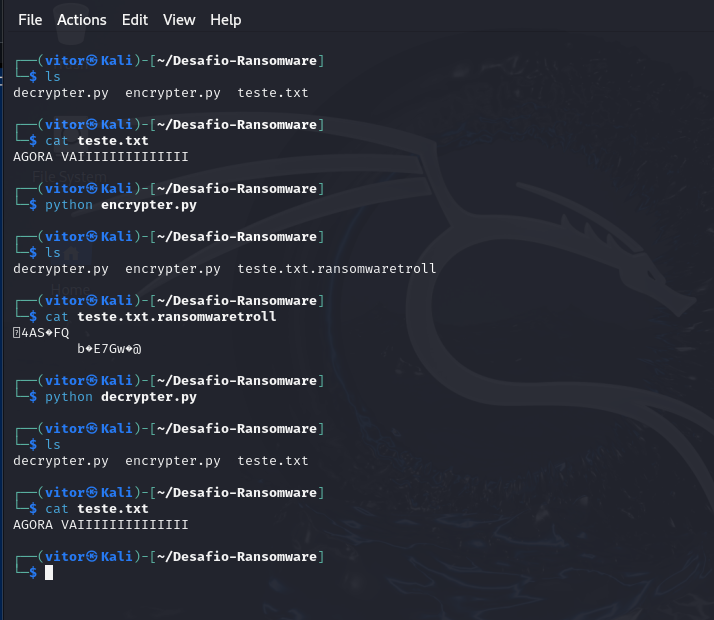 File Actions Edit View Help
┌──(vitor㉿Kali)-[~/Desafio-Ransomware]
└─$ ls
decrypter.py encrypter.py teste.txt
┌──(vitor㉿Kali)-[~/Desafio-Ransomware]
└─$ cat teste.txt
AGORA VAIIIIIIIIIIIIII
┌──(vitor㉿Kali)-[~/Desafio-Ransomware]
└─$ python encrypter.py
File System
┌──(vitor㉿Kali)-[~/Desafio-Ransomware]
└─$ ls
decrypter.py encrypter.py teste.txt.ransomwaretroll
Home
┌──(vitor㉿Kali)-[~/Desafio-Ransomware]
└─$ cat teste.txt.ransomwaretroll
4AS�FQ
b�E7Gw�@
┌──(vitor㉿Kali)-[~/Desafio-Ransomware]
└─$ python decrypter.py
┌──(vitor㉿Kali)-[~/Desafio-Ransomware]
└─$ ls
decrypter.py encrypter.py teste.txt
┌──(vitor㉿Kali)-[~/Desafio-Ransomware]
└─$ cat teste.txt
AGORA VAIIIIIIIIIIIIII
┌──(vitor㉿Kali)-[~/Desafio-Ransomware]
└─$